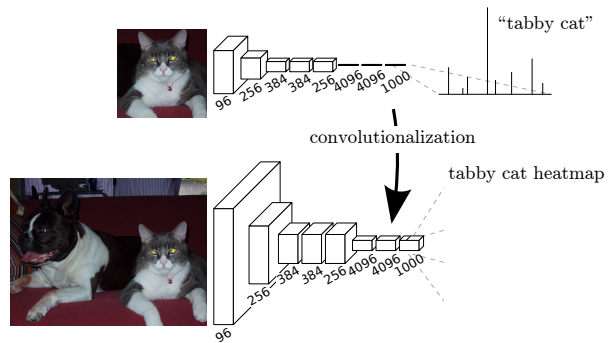 “tabby cat”
96 256 384 384 256 4096 4096 1000
convolutionalization
tabby cat heatmap
96 256 384 384 256 4096 4096 1000